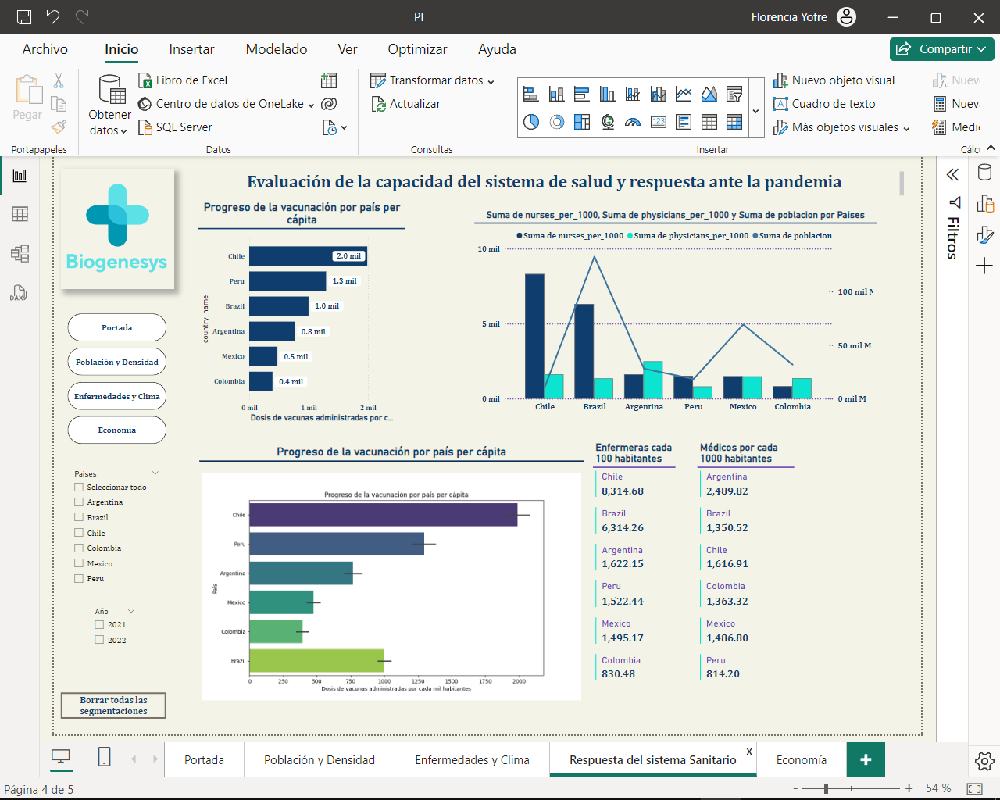 PI
Florencia Yofre
Archivo
Inicio
Insertar
Modelado
Ver
Optimizar
Ayuda
Compartir
Pegar
Portapapeles
Obtener
datos
Libro de Excel
Centro de datos de OneLake
SQL Server
Datos
Transformar datos
Actualizar
Consultas
123
Insertar
Nuevo objeto visual
Cuadro de texto
Más objetos visuales
DAX
Biogenesys
Portada
Población y Densidad
Enfermedades y Clima
Economía
Paises
Seleccionar todo
Argentina
Brazil
Chile
Colombia
Mexico
Peru
Año
2021
2022
Borrar todas las
segmentaciones
Evaluación de la capacidad del sistema de salud y respuesta ante la pandemia
Progreso de la vacunación por país per
cápita
country_name
Chile
2.0 mil
Peru
1.3 mil
Brazil
1.0 mil
Argentina
0.8 mil
Mexico
0.5 mil
Colombia
0.4 mil
0 mil
1 mil
2 mil
Dosis de vacunas administradas por c...
Suma de nurses_per_1000, Suma de physicians_per_1000 y Suma de poblacion por Paises
Suma de nurses_per_1000
Suma de physicians_per_1000
Suma de poblacion
10 mil
5 mil
0 mil
100 mil M
50 mil M
0 mil M
Chile
Brazil
Argentina
Peru
Mexico
Colombia
Progreso de la vacunación por país per cápita
Progreso de la vacunación por país per cápita
País
Chile
Peru
Argentina
Mexico
Colombia
Brazil
0
250
500
750
1000
1250
1500
1750
2000
Dosis de vacunas administradas por cada mil habitantes
Enfermeras cada
100 habitantes
Chile
8,314.68
Brazil
6,314.26
Argentina
1,622.15
Peru
1,522.44
Mexico
1,495.17
Colombia
830.48
Médicos por cada
1000 habitantes
Argentina
2,489.82
Brazil
1,350.52
Chile
1,616.91
Colombia
1,363.32
Mexico
1,486.80
Peru
814.20
Filtros
Portada
Población y Densidad
Enfermedades y Clima
Respuesta del sistema Sanitario
Economía
Página 4 de 5
54 %